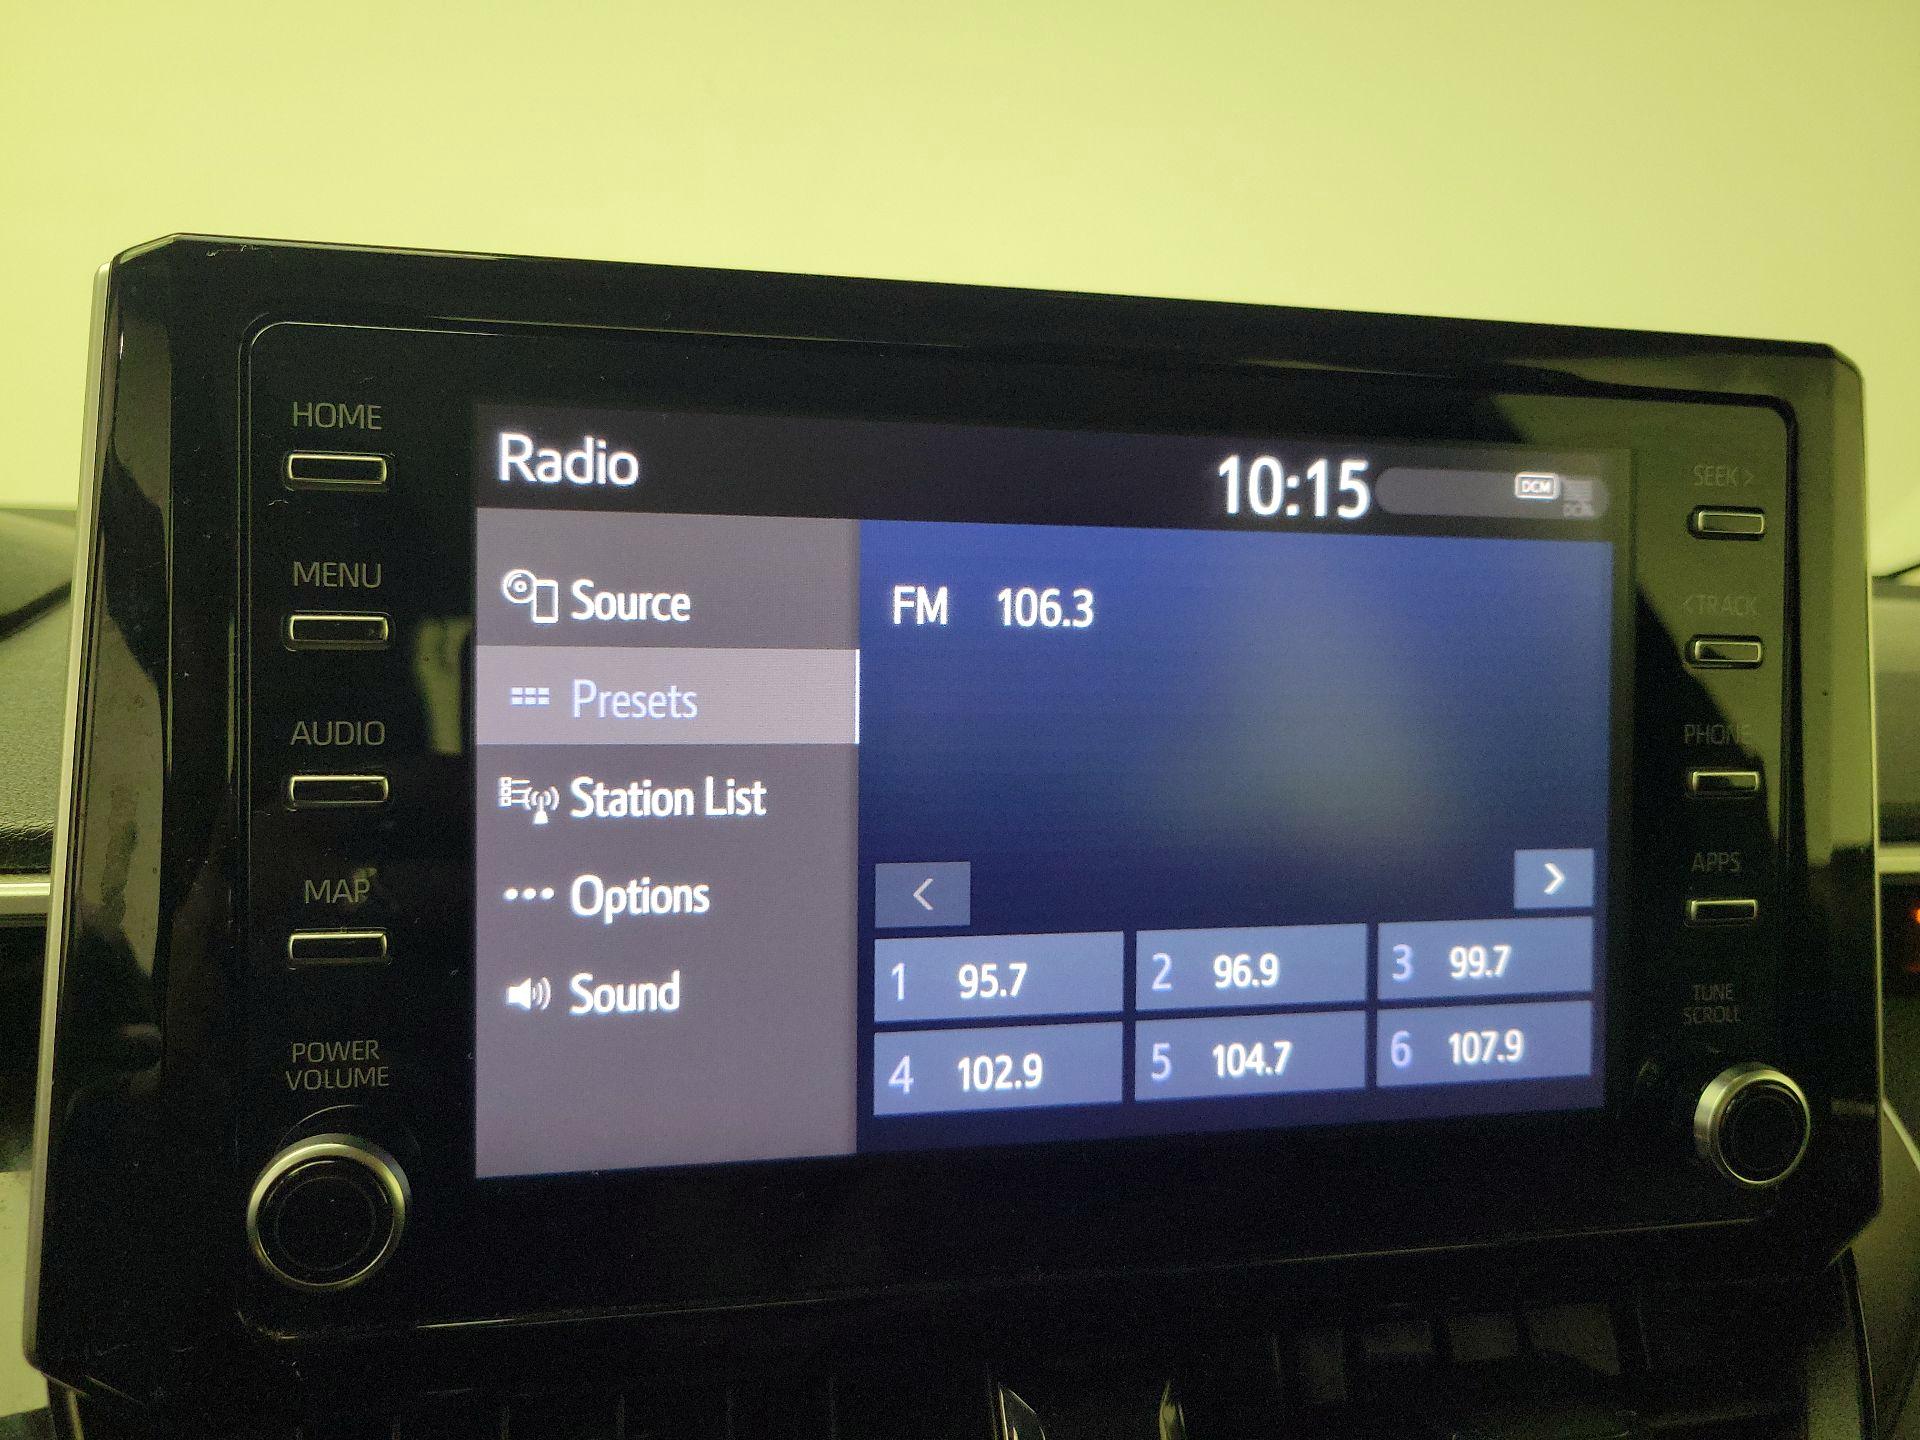 HOME
MENU
AUDIO
MAP
POWER
VOLUME
Radio
10:15
DCM
Source
Presets
Station List
Options
Sound
FM 106.3
<
>
1 95.7
2 96.9
3 99.7
4 102.9
5 104.7
6 107.9
SEEK >
<TRACK
PHONE
APPS
TUNE
SCROLL